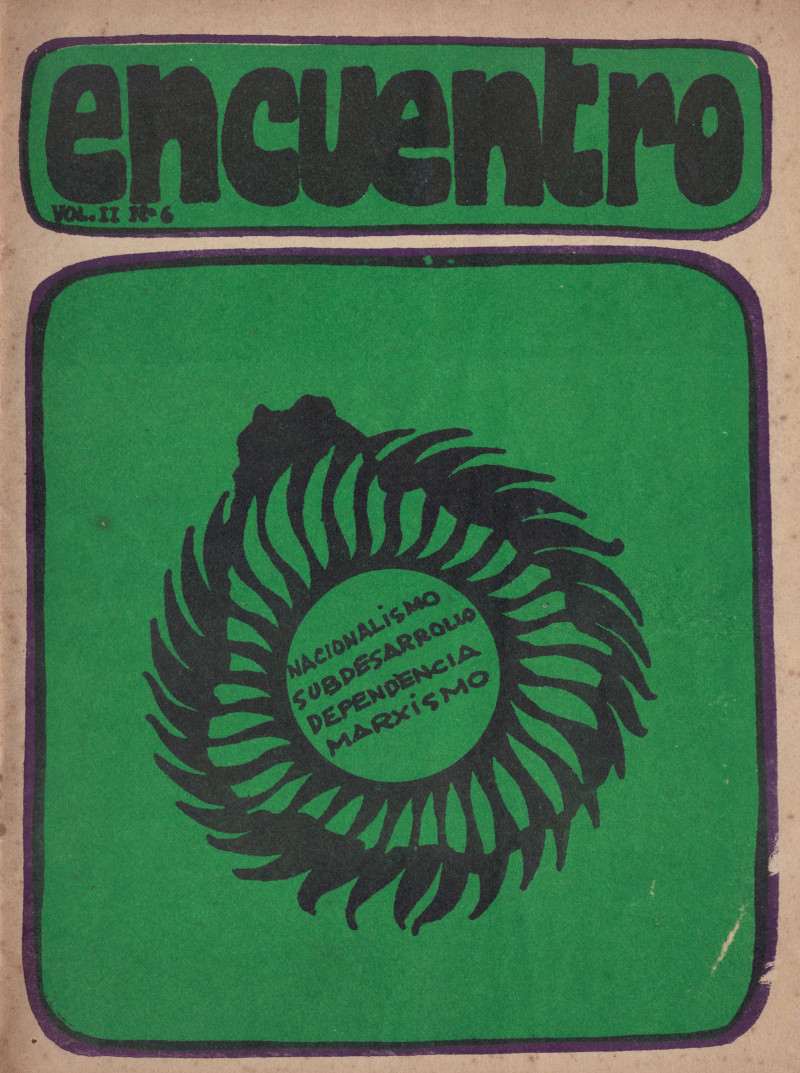 encuentro
VOL. II Nº 6
NACIONALiSMO
SUBDESARROLLO
DEPENDENCIA
MARXiSMO